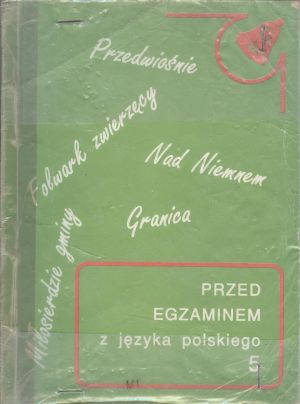 Przedwiośnie
Folwark zwierzęcy
Nad Niemnem
Granica
Miłosierdzie gminy
PRZED
EGZAMINEM
z języka polskiego
5